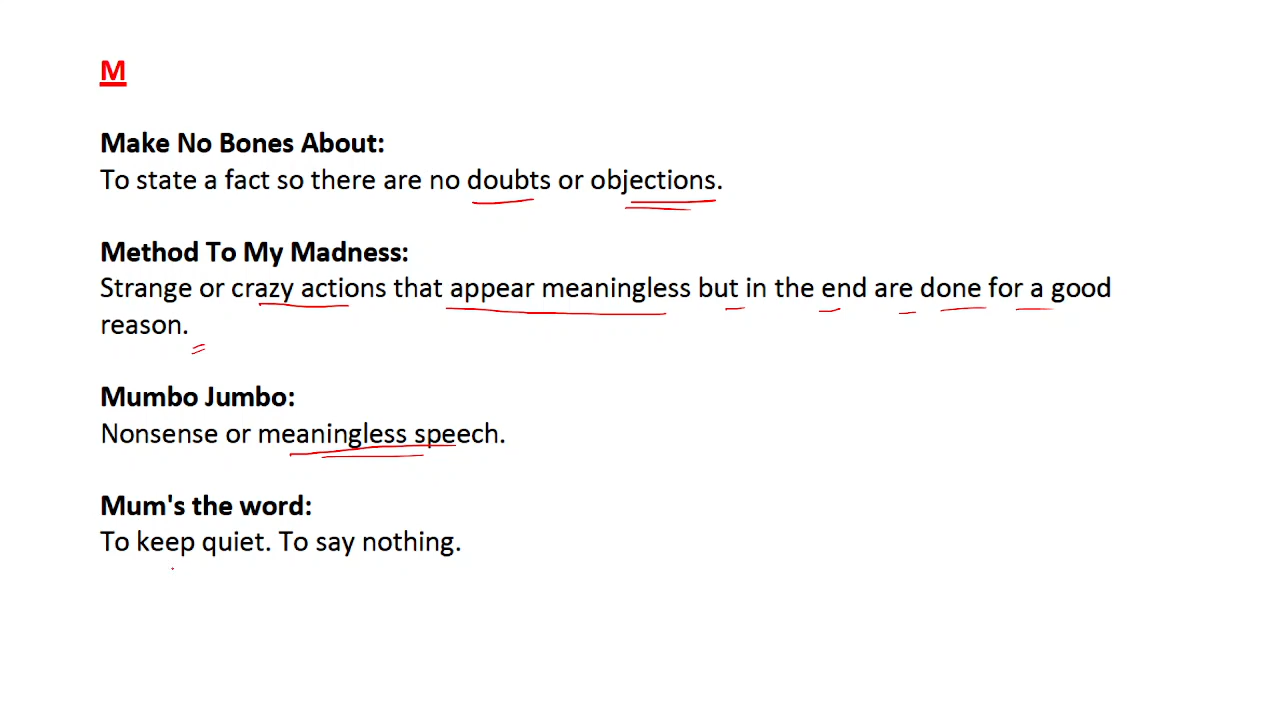 M
Make No Bones About:
To state a fact so there are no doubts or objections.
Method To My Madness:
Strange or crazy actions that appear meaningless but in the end are done for a good
reason.
Mumbo Jumbo:
Nonsense or meaningless speech.
Mum's the word:
To keep quiet. To say nothing.